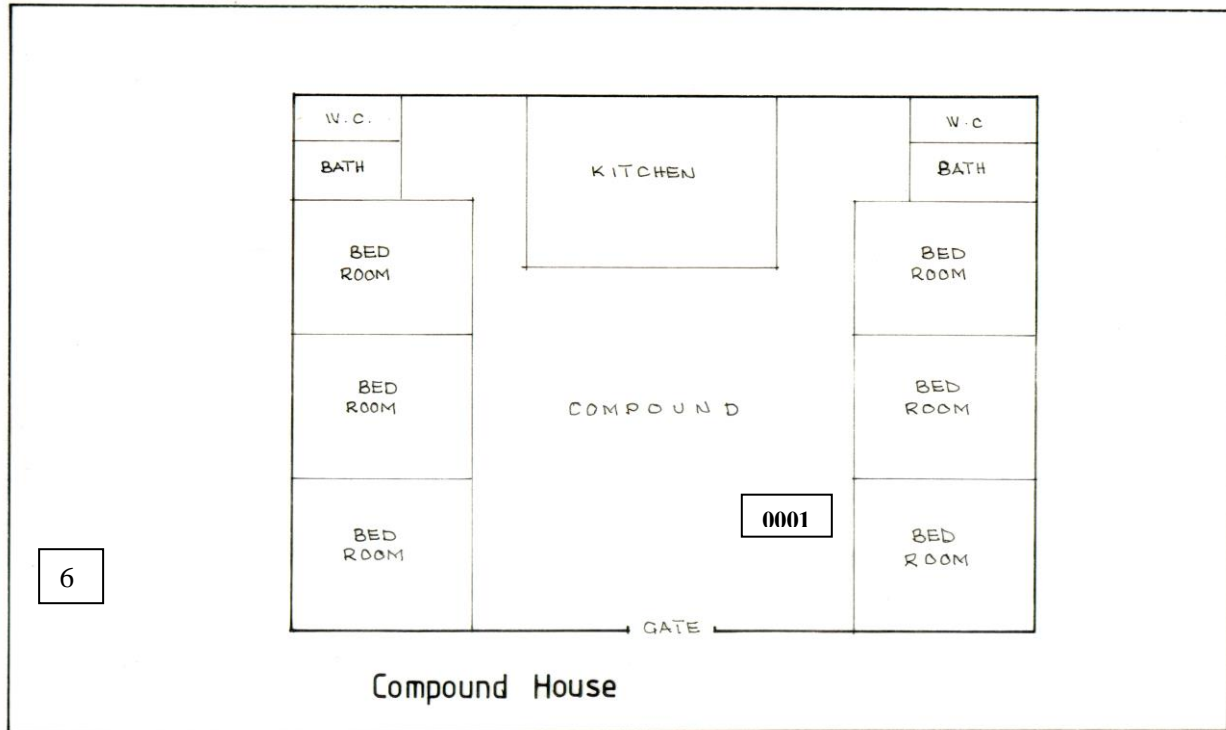 W.C.
W.C
BATH
KITCHEN
BATH
BED
ROOM
BED
ROOM
BED
ROOM
COMPOUND
BED
ROOM
0001
BED
ROOM
BED
ROOM
6
GATE
Compound House